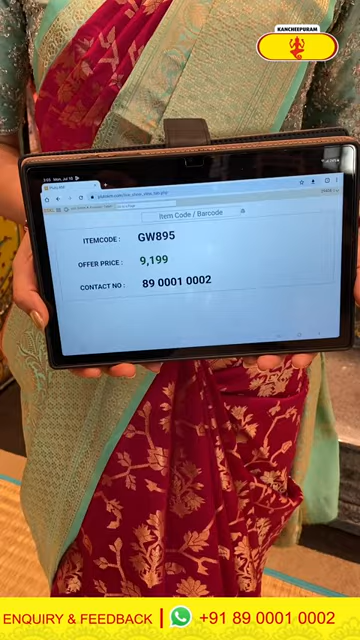 KANCHEEPURAM
Item Code / Barcode
ITEMCODE : GW895
OFFER PRICE : 9,199
CONTACT NO : 89 0001 0002
ENQUIRY & FEEDBACK | +91 89 0001 0002